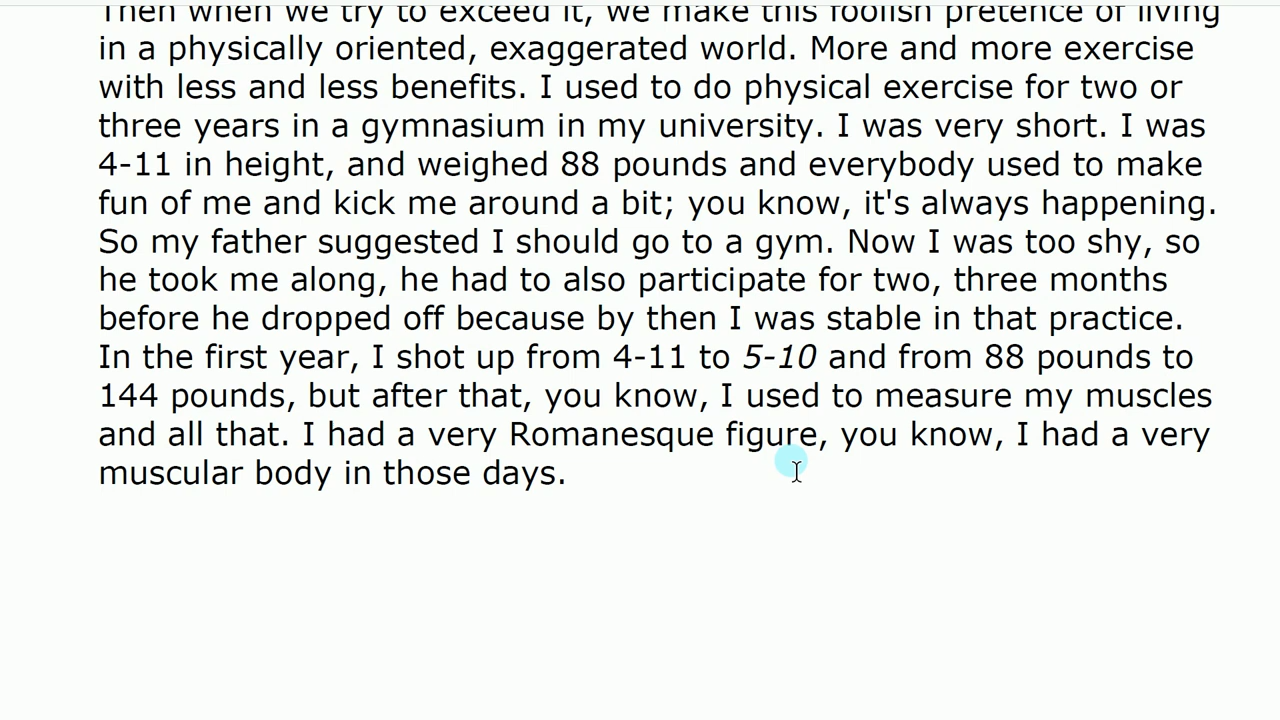 Then when we try to exceed it, we make this foolish pretence of living
in a physically oriented, exaggerated world. More and more exercise
with less and less benefits. I used to do physical exercise for two or
three years in a gymnasium in my university. I was very short. I was
4-11 in height, and weighed 88 pounds and everybody used to make
fun of me and kick me around a bit; you know, it's always happening.
So my father suggested I should go to a gym. Now I was too shy, so
he took me along, he had to also participate for two, three months
before he dropped off because by then I was stable in that practice.
In the first year, I shot up from 4-11 to 5-10 and from 88 pounds to
144 pounds, but after that, you know, I used to measure my muscles
and all that. I had a very Romanesque figure, you know, I had a very
muscular body in those days.